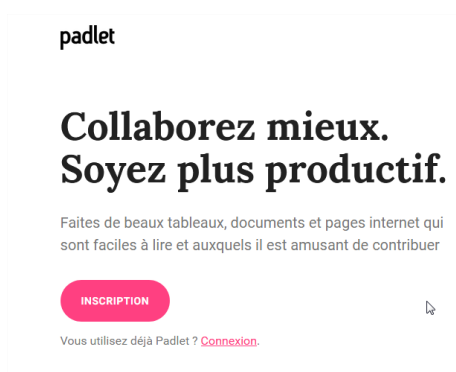 padlet
Collaborez mieux.
Soyez plus productif.
Faites de beaux tableaux, documents et pages internet qui
sont faciles à lire et auxquels il est amusant de contribuer
INSCRIPTION
Vous utilisez déjà Padlet ? Connexion.